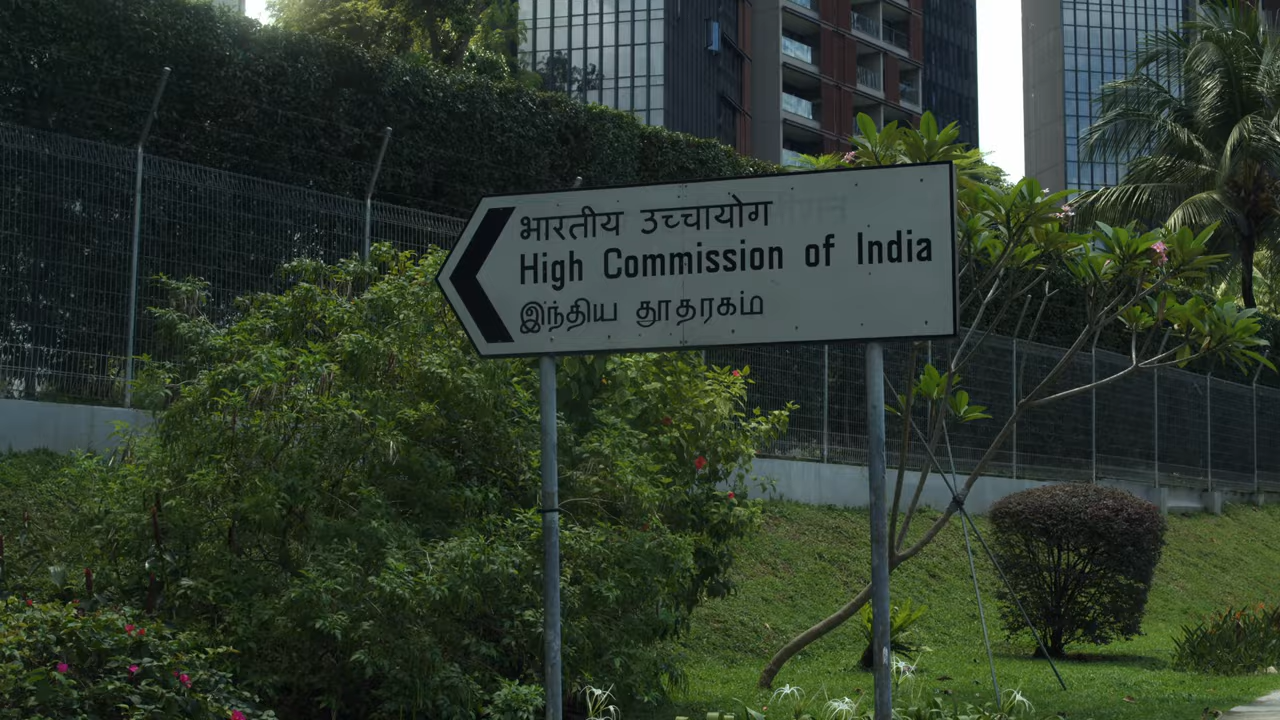 भारतीय उच्चायोग
High Commission of India
இந்திய தூதரகம்